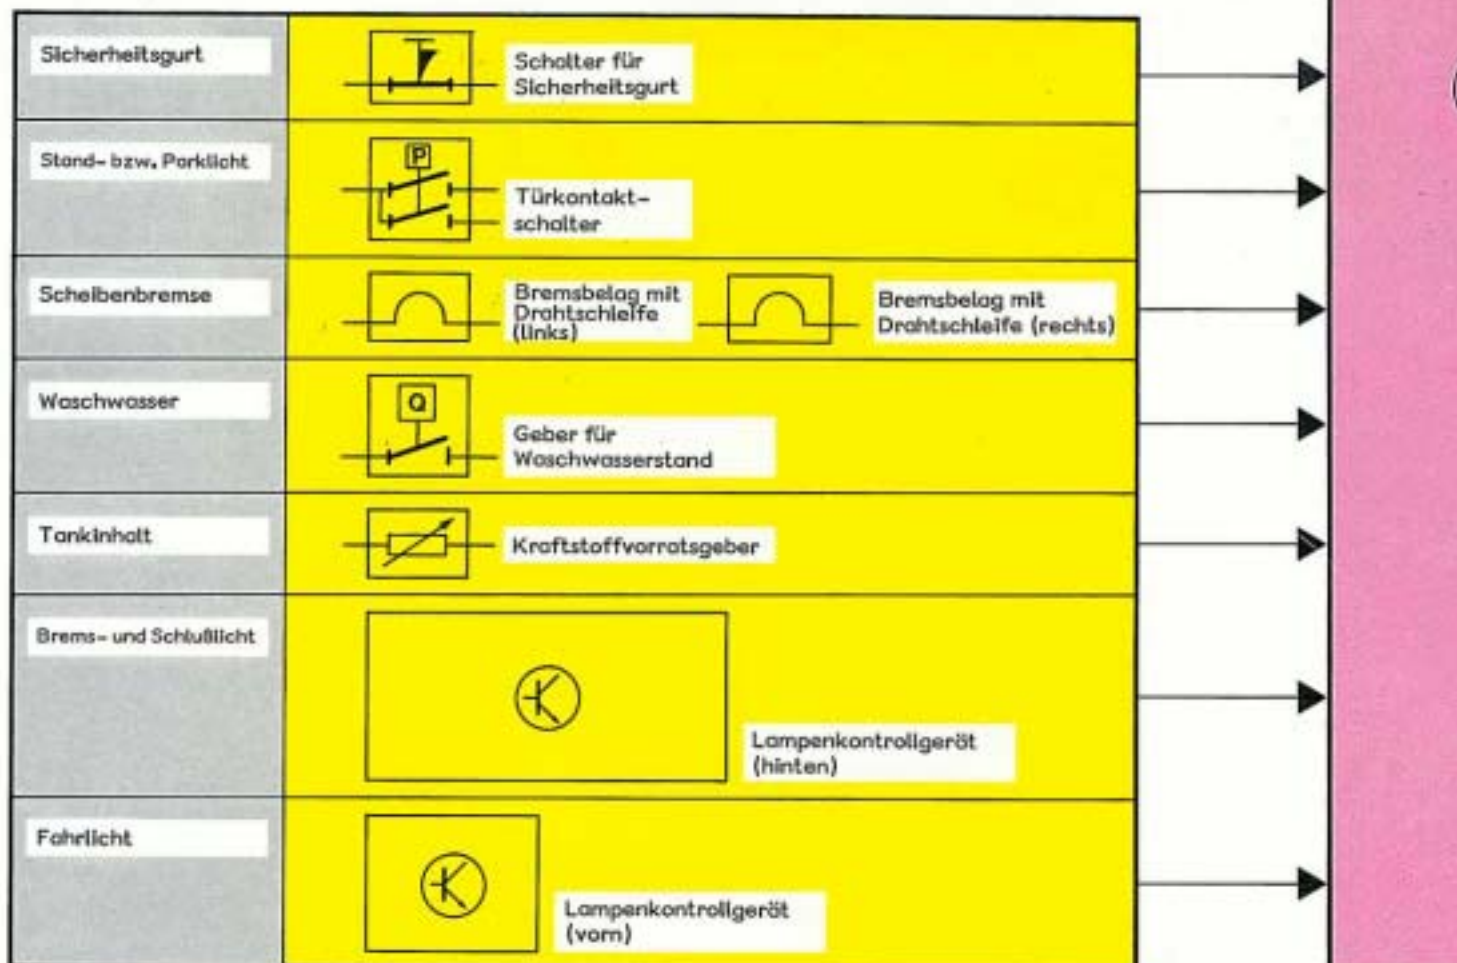 Sicherheitsgurt
Schalter für
Sicherheitsgurt
Stand- bzw. Parklicht
P
Türkontakt-
schalter
Scheibenbremse
Bremsbelag mit
Drahtschleife
(links)
Bremsbelag mit
Drahtschleife (rechts)
Waschwasser
Q
Geber für
Waschwasserstand
Tankinhalt
Kraftstoffvorratsgeber
Brems- und Schlußlicht
Lampenkontrollgerät
(hinten)
Fahrlicht
Lampenkontrollgerät
(vorn)